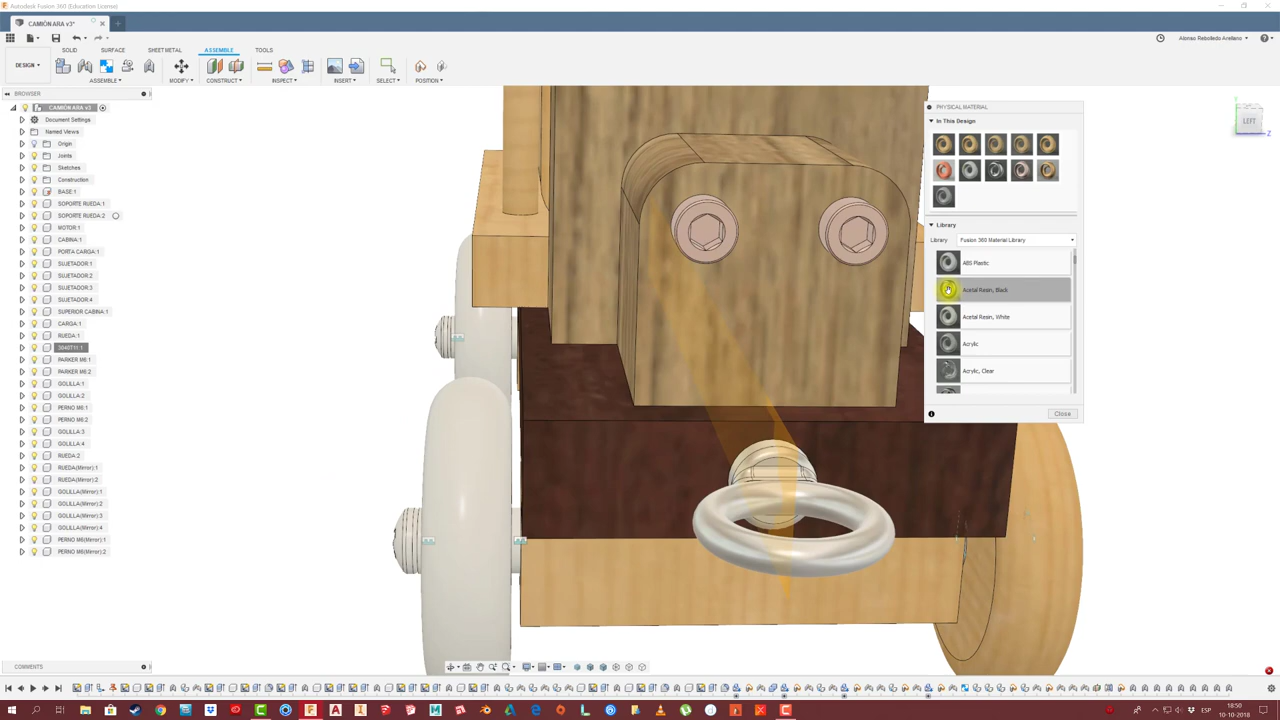 Autodesk Fusion 360 (Education License)
CAMIÓN ARA v3*
Alonso Rebolledo Arellano
DESIGN
SOLID
SURFACE
SHEET METAL
ASSEMBLE
TOOLS
ASSEMBLE
MODIFY
CONSTRUCT
INSPECT
INSERT
SELECT
POSITION
BROWSER
CAMIÓN ARA v3
Document Settings
Named Views
Origin
Joints
Sketches
Construction
BASE:1
SOPORTE RUEDA:1
SOPORTE RUEDA:2
MOTOR:1
CABINA:1
PORTA CARGA:1
SUJETADOR:1
SUJETADOR:2
SUJETADOR:3
SUJETADOR:4
SUPERIOR CABINA:1
CARGA:1
RUEDA:1
3040T11:1
PARKER M6:1
PARKER M6:2
GOLILLA:1
GOLILLA:2
PERNO M6:1
PERNO M6:2
GOLILLA:3
GOLILLA:4
RUEDA:2
RUEDA(Mirror):1
RUEDA(Mirror):2
GOLILLA(Mirror):1
GOLILLA(Mirror):2
GOLILLA(Mirror):3
GOLILLA(Mirror):4
PERNO M6(Mirror):1
PERNO M6(Mirror):2
LEFT
Z
PHYSICAL MATERIAL
In This Design
Library
Library
Fusion 360 Material Library
ABS Plastic
Acetal Resin, Black
Acetal Resin, White
Acrylic
Acrylic, Clear
Close
COMMENTS
ESP
18:50
10-10-2018